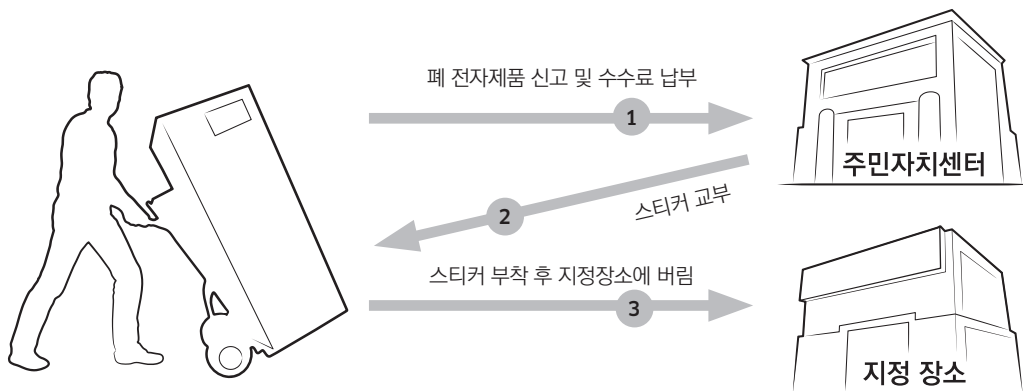 폐 전자제품 신고 및 수수료 납부
1
주민자치센터
스티커 교부
2
스티커 부착 후 지정장소에 버림
3
지정 장소